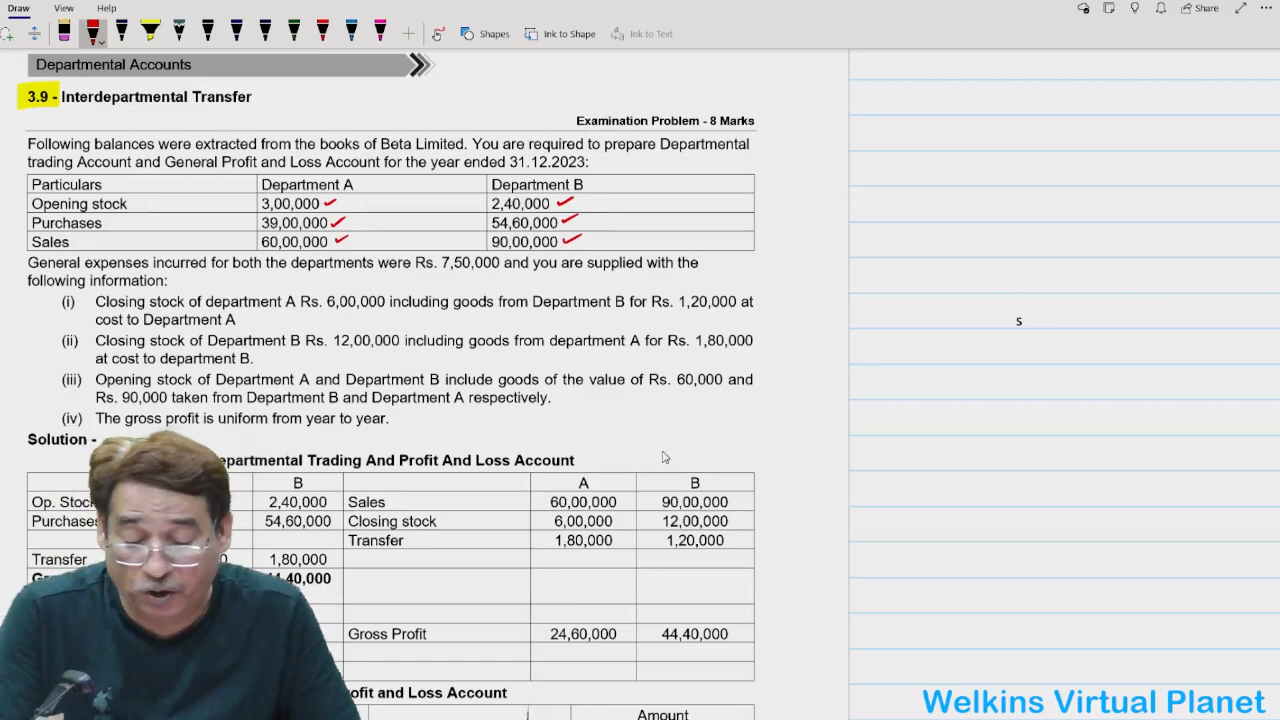 Draw View Help
Share
Shapes Ink to Shape Ink to Text
Departmental Accounts
3.9 - Interdepartmental Transfer
Examination Problem - 8 Marks
Following balances were extracted from the books of Beta Limited. You are required to prepare Departmental
trading Account and General Profit and Loss Account for the year ended 31.12.2023:
Particulars Department A Department B
Opening stock 3,00,000 2,40,000
Purchases 39,00,000 54,60,000
Sales 60,00,000 90,00,000
General expenses incurred for both the departments were Rs. 7,50,000 and you are supplied with the
following information:
(i) Closing stock of department A Rs. 6,00,000 including goods from Department B for Rs. 1,20,000 at
cost to Department A
s
(ii) Closing stock of Department B Rs. 12,00,000 including goods from department A for Rs. 1,80,000
at cost to department B.
(iii) Opening stock of Department A and Department B include goods of the value of Rs. 60,000 and
Rs. 90,000 taken from Department B and Department A respectively.
(iv) The gross profit is uniform from year to year.
Solution -
Trading And Profit And Loss Account
B A B
Op. 2,40,000 Sales 60,00,000 90,00,000
Purchases 54,60,000 Closing stock 6,00,000 12,00,000
Transfer 1,80,000 1,20,000
Transfer 1,80,000
Gross Profit 24,60,000 44,40,000
and Loss Account
Amount
Welkins Virtual Planet